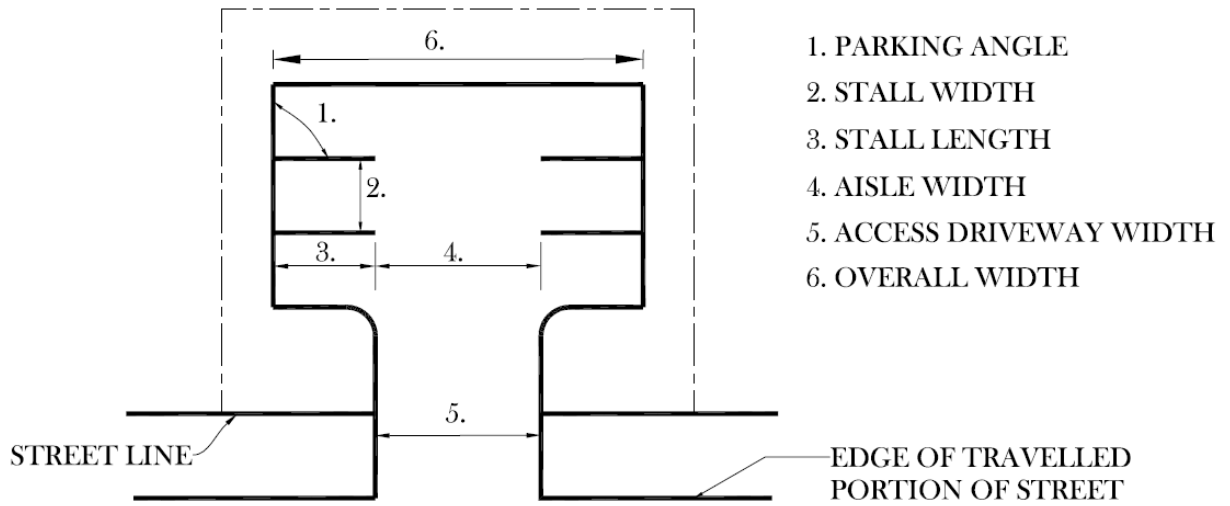 6.
1.
2.
3.
4.
5.
STREET LINE
EDGE OF TRAVELLED
PORTION OF STREET
1. PARKING ANGLE
2. STALL WIDTH
3. STALL LENGTH
4. AISLE WIDTH
5. ACCESS DRIVEWAY WIDTH
6. OVERALL WIDTH